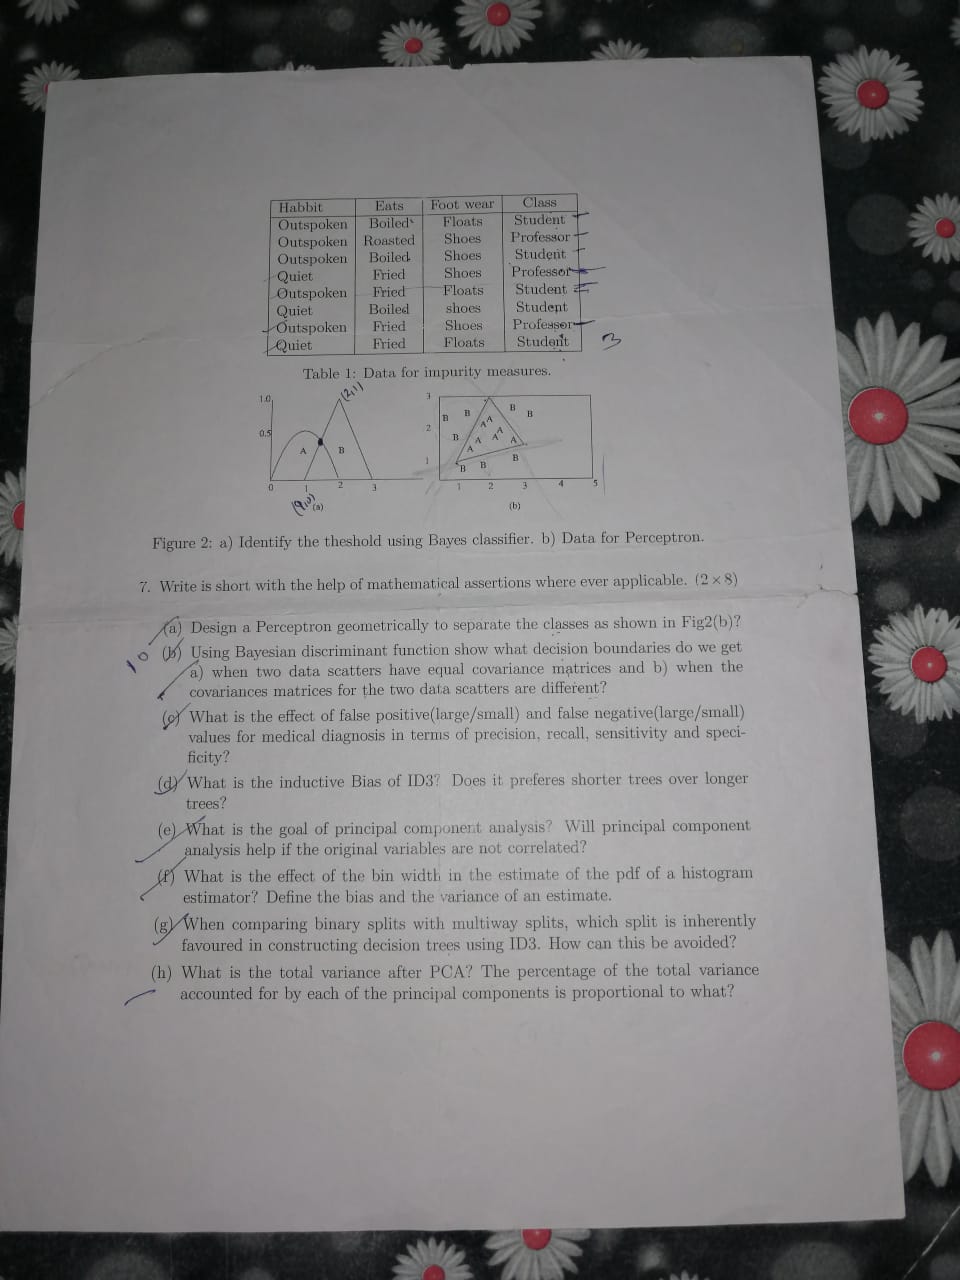 Habbit Eats Foot wear Class
Outspoken Boiled Floats Student
Outspoken Roasted Shoes Professor
Outspoken Boiled Shoes Student
Quiet Fried Shoes Professor
Outspoken Fried Floats Student
Quiet Boiled shoes Student
Outspoken Fried Shoes Professor
Quiet Fried Floats Student 3
Table 1: Data for impurity measures.
1.0
(2,1)
0.5
A B
0 1 2 3
(a)
3
2
1
B B B B
A A
B A A A A
A
B B B
1 2 3 4 5
(b)
Figure 2: a) Identify the theshold using Bayes classifier. b) Data for Perceptron.
7. Write is short with the help of mathematical assertions where ever applicable. (2 × 8)
(a) Design a Perceptron geometrically to separate the classes as shown in Fig2(b)?
10 (b) Using Bayesian discriminant function show what decision boundaries do we get
a) when two data scatters have equal covariance matrices and b) when the
covariances matrices for the two data scatters are different?
(c) What is the effect of false positive(large/small) and false negative(large/small)
values for medical diagnosis in terms of precision, recall, sensitivity and speci-
ficity?
(d) What is the inductive Bias of ID3? Does it preferes shorter trees over longer
trees?
(e) What is the goal of principal component analysis? Will principal component
analysis help if the original variables are not correlated?
(f) What is the effect of the bin width in the estimate of the pdf of a histogram
estimator? Define the bias and the variance of an estimate.
(g) When comparing binary splits with multiway splits, which split is inherently
favoured in constructing decision trees using ID3. How can this be avoided?
(h) What is the total variance after PCA? The percentage of the total variance
accounted for by each of the principal components is proportional to what?